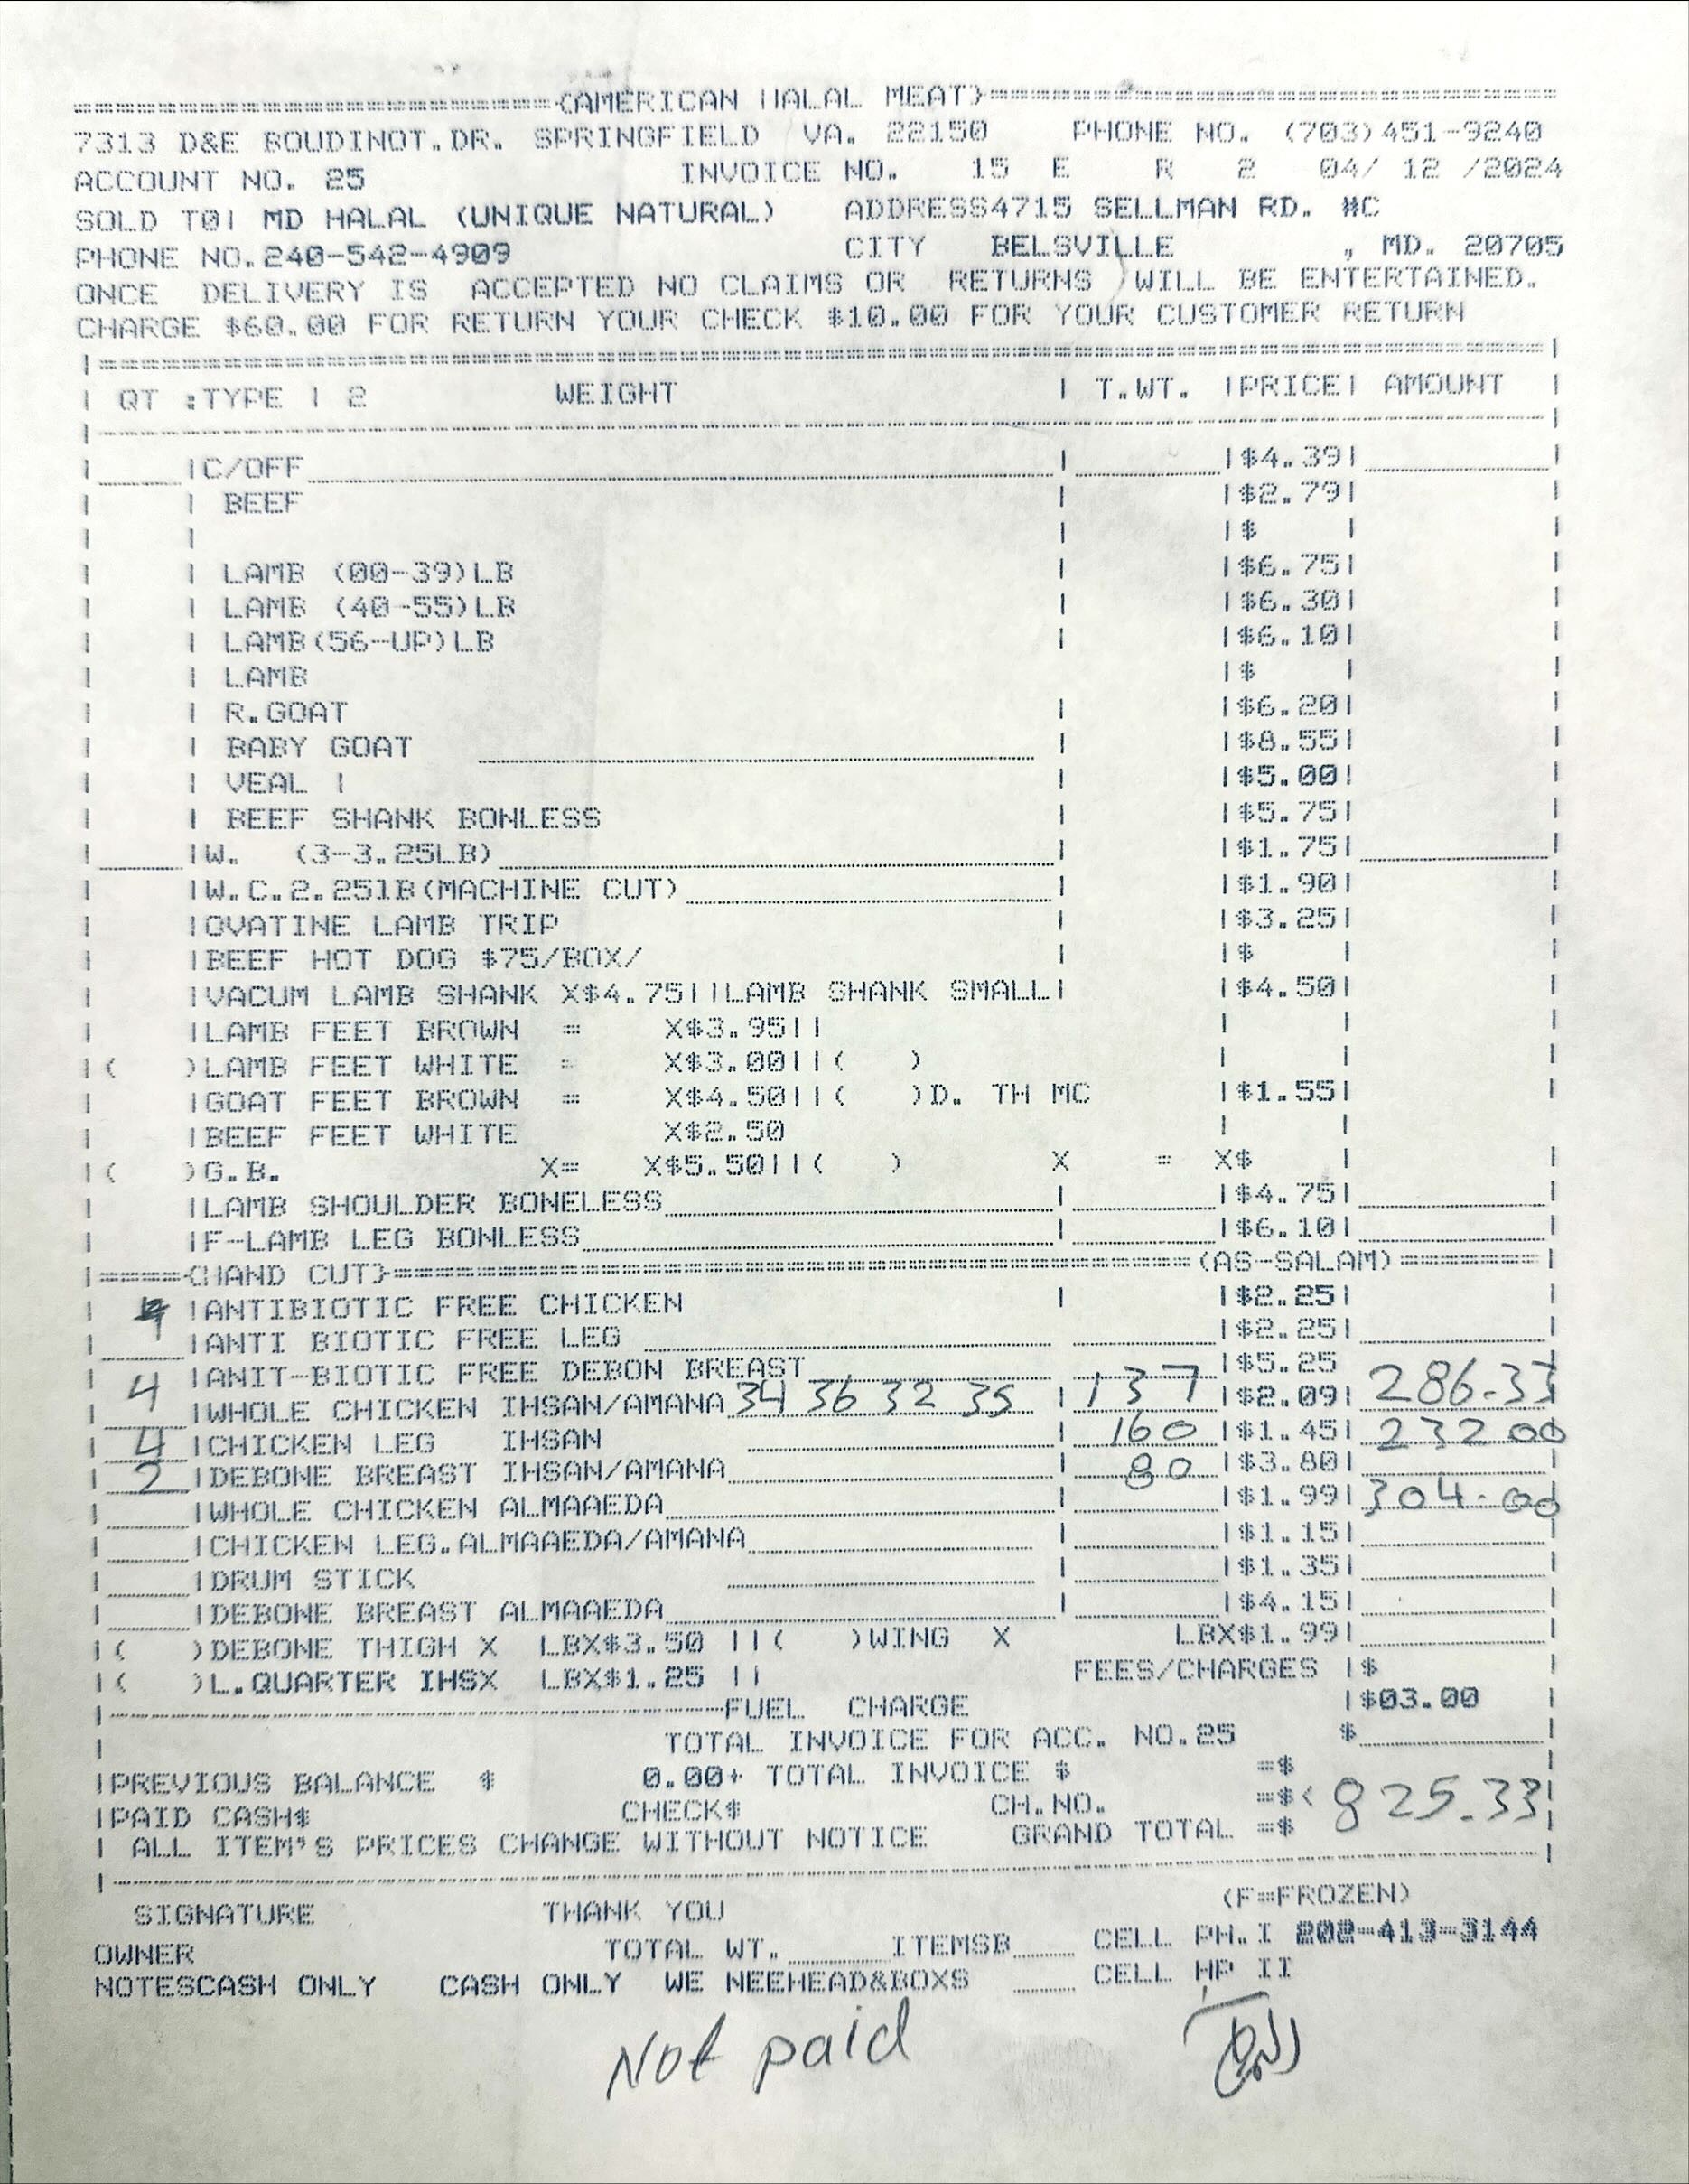 {AMERICAN HALAL MEAT}
7313 D&E BOUDINOT.DR. SPRINGFIELD VA. 22150 PHONE NO. (703)451-9240
ACCOUNT NO. 25 INVOICE NO. 15 E R 2 04/ 12 /2024
SOLD TO| MD HALAL (UNIQUE NATURAL) ADDRESS4715 SELLMAN RD. #C
PHONE NO.240-542-4909 CITY BELSVILLE , MD. 20705
ONCE DELIVERY IS ACCEPTED NO CLAIMS OR RETURNS WILL BE ENTERTAINED.
CHARGE $60.00 FOR RETURN YOUR CHECK $10.00 FOR YOUR CUSTOMER RETURN
| QT :TYPE | 2 WEIGHT | T.WT. |PRICE| AMOUNT |
|C/OFF |$4.39|
| BEEF |$2.79|
|$ |
| LAMB (00-39)LB |$6.75|
| LAMB (40-55)LB |$6.30|
| LAMB(56-UP)LB |$6.10|
| LAMB |$ |
| R.GOAT |$6.20|
| BABY GOAT |$8.55|
| VEAL | |$5.00|
| BEEF SHANK BONLESS |$5.75|
|W. (3-3.25LB) |$1.75|
|W.C.2.25lB(MACHINE CUT) |$1.90|
|OVATINE LAMB TRIP |$3.25|
|BEEF HOT DOG $75/BOX/ |$ |
|VACUM LAMB SHANK X$4.75||LAMB SHANK SMALL| |$4.50|
|LAMB FEET BROWN = X$3.95||
|( )LAMB FEET WHITE = X$3.00||( )
|GOAT FEET BROWN = X$4.50||( )D. TH MC |$1.55|
|BEEF FEET WHITE X$2.50
|( )G.B. X= X$5.50||( ) X = X$ |
|LAMB SHOULDER BONELESS |$4.75|
|F-LAMB LEG BONLESS |$6.10|
{HAND CUT} (AS-SALAM)
|ANTIBIOTIC FREE CHICKEN |$2.25|
|ANTI BIOTIC FREE LEG |$2.25|
|ANIT-BIOTIC FREE DEBON BREAST |$5.25
4 |WHOLE CHICKEN IHSAN/AMANA 34 36 32 35 | 137 |$2.09| 286.33
4 |CHICKEN LEG IHSAN | 160 |$1.45| 232 00
2 |DEBONE BREAST IHSAN/AMANA | 80 |$3.80|
|WHOLE CHICKEN ALMAAEDA |$1.99| 304.00
|CHICKEN LEG.ALMAAEDA/AMANA |$1.15|
|DRUM STICK |$1.35|
|DEBONE BREAST ALMAAEDA |$4.15|
|( )DEBONE THIGH X LBX$3.50 ||( )WING X LBX$1.99|
|( )L.QUARTER IHSX LBX$1.25 || FEES/CHARGES |$
FUEL CHARGE |$03.00
TOTAL INVOICE FOR ACC. NO.25 $
|PREVIOUS BALANCE $ 0.00+ TOTAL INVOICE $ =$
|PAID CASH$ CHECK$ CH.NO. =$< 825.33
| ALL ITEM'S PRICES CHANGE WITHOUT NOTICE GRAND TOTAL =$
(F=FROZEN)
SIGNATURE THANK YOU
OWNER TOTAL WT. ITEMSB CELL PH.I 202-413-3144
NOTESCASH ONLY CASH ONLY WE NEEHEAD&BOXS CELL HP II
Not paid